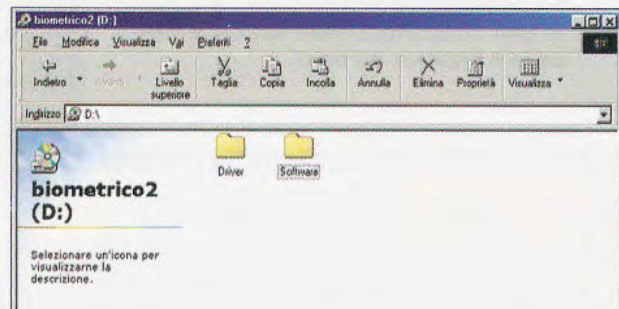 biometrico2 (D:)
File Modifica Visualizza Vai Preferiti ?
Indietro Avanti Livello superiore Taglia Copia Incolla Annulla Elimina Proprietà Visualizza
Indirizzo D:\
Driver Software
biometrico2
(D:)
Selezionare un'icona per
visualizzarne la
descrizione.